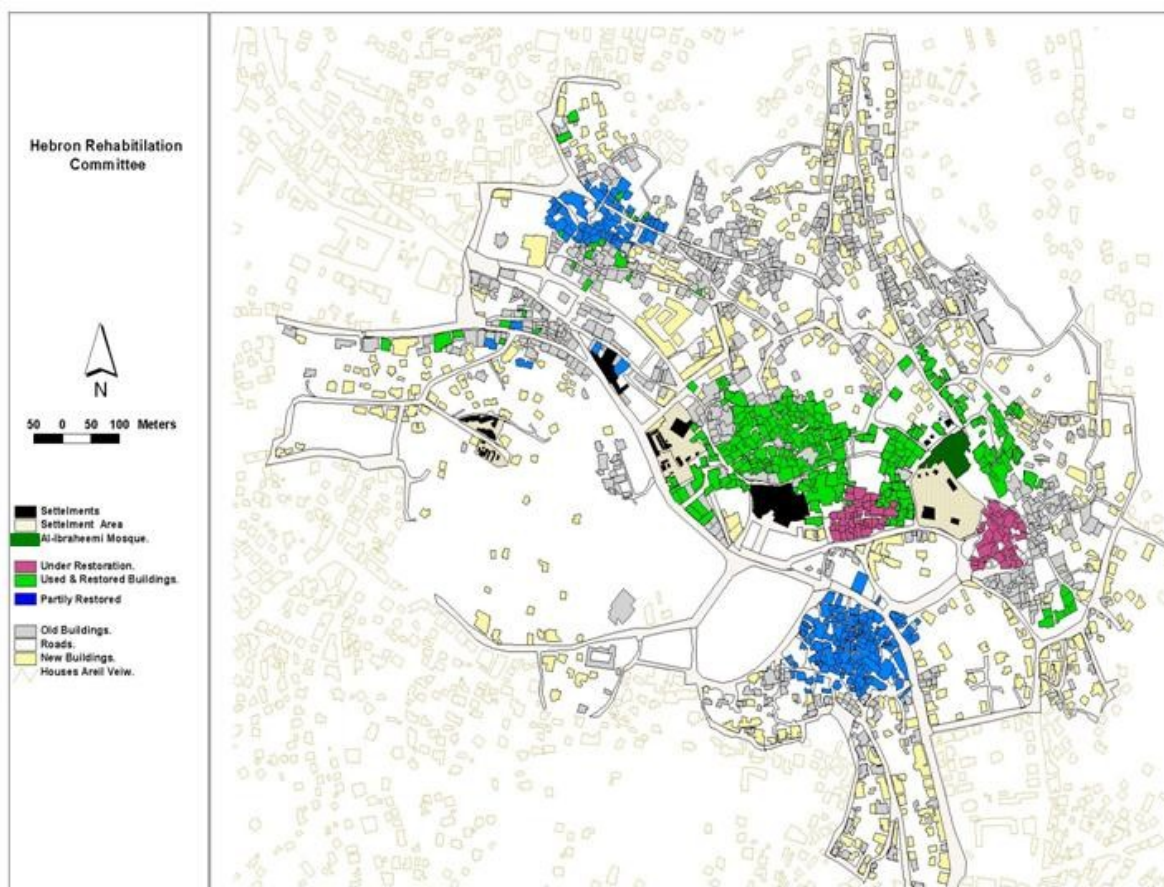 Hebron Rehabitilation
Committee
N
50 0 50 100 Meters
Settelments
Settelment Area
Al-Ibraheemi Mosque.
Under Restoration.
Used & Restored Buildings.
Partily Restored
Old Buildings.
Roads.
New Buildings.
Houses Areil Veiw.